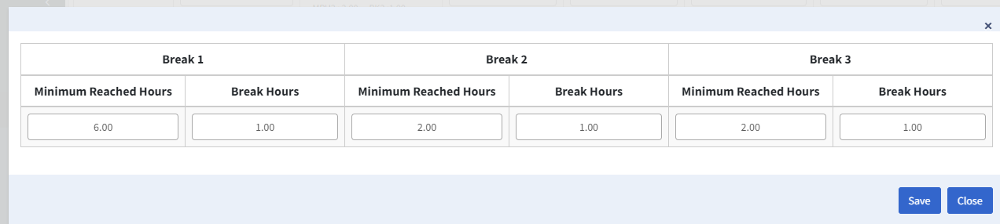 ×
Break 1 Break 2 Break 3
Minimum Reached Hours Break Hours Minimum Reached Hours Break Hours Minimum Reached Hours Break Hours
6.00 1.00 2.00 1.00 2.00 1.00
Save Close